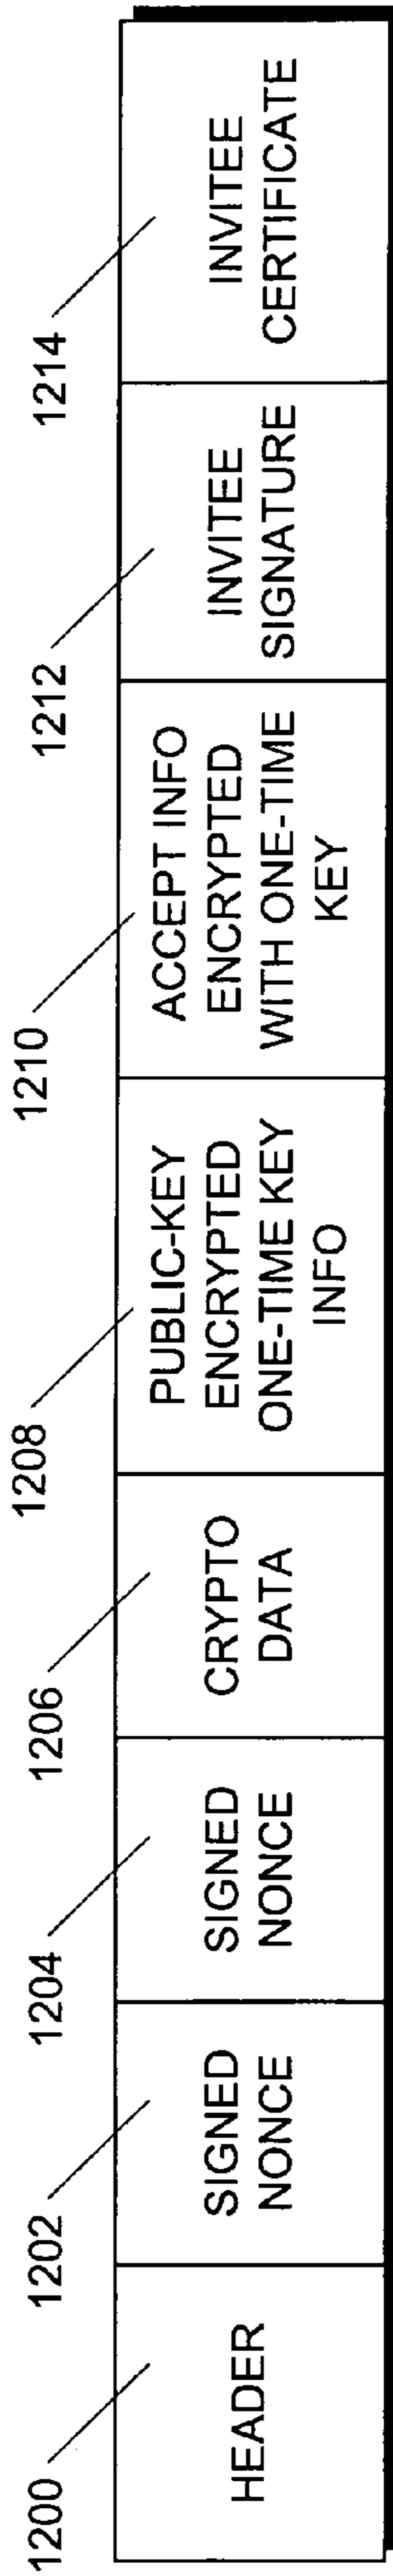 1200
1202
1204
1206
1208
1210
1212
1214
HEADER
SIGNED
NONCE
SIGNED
NONCE
CRYPTO
DATA
PUBLIC-KEY
ENCRYPTED
ONE-TIME KEY
INFO
ACCEPT INFO
ENCRYPTED
WITH ONE-TIME
KEY
INVITEE
SIGNATURE
INVITEE
CERTIFICATE